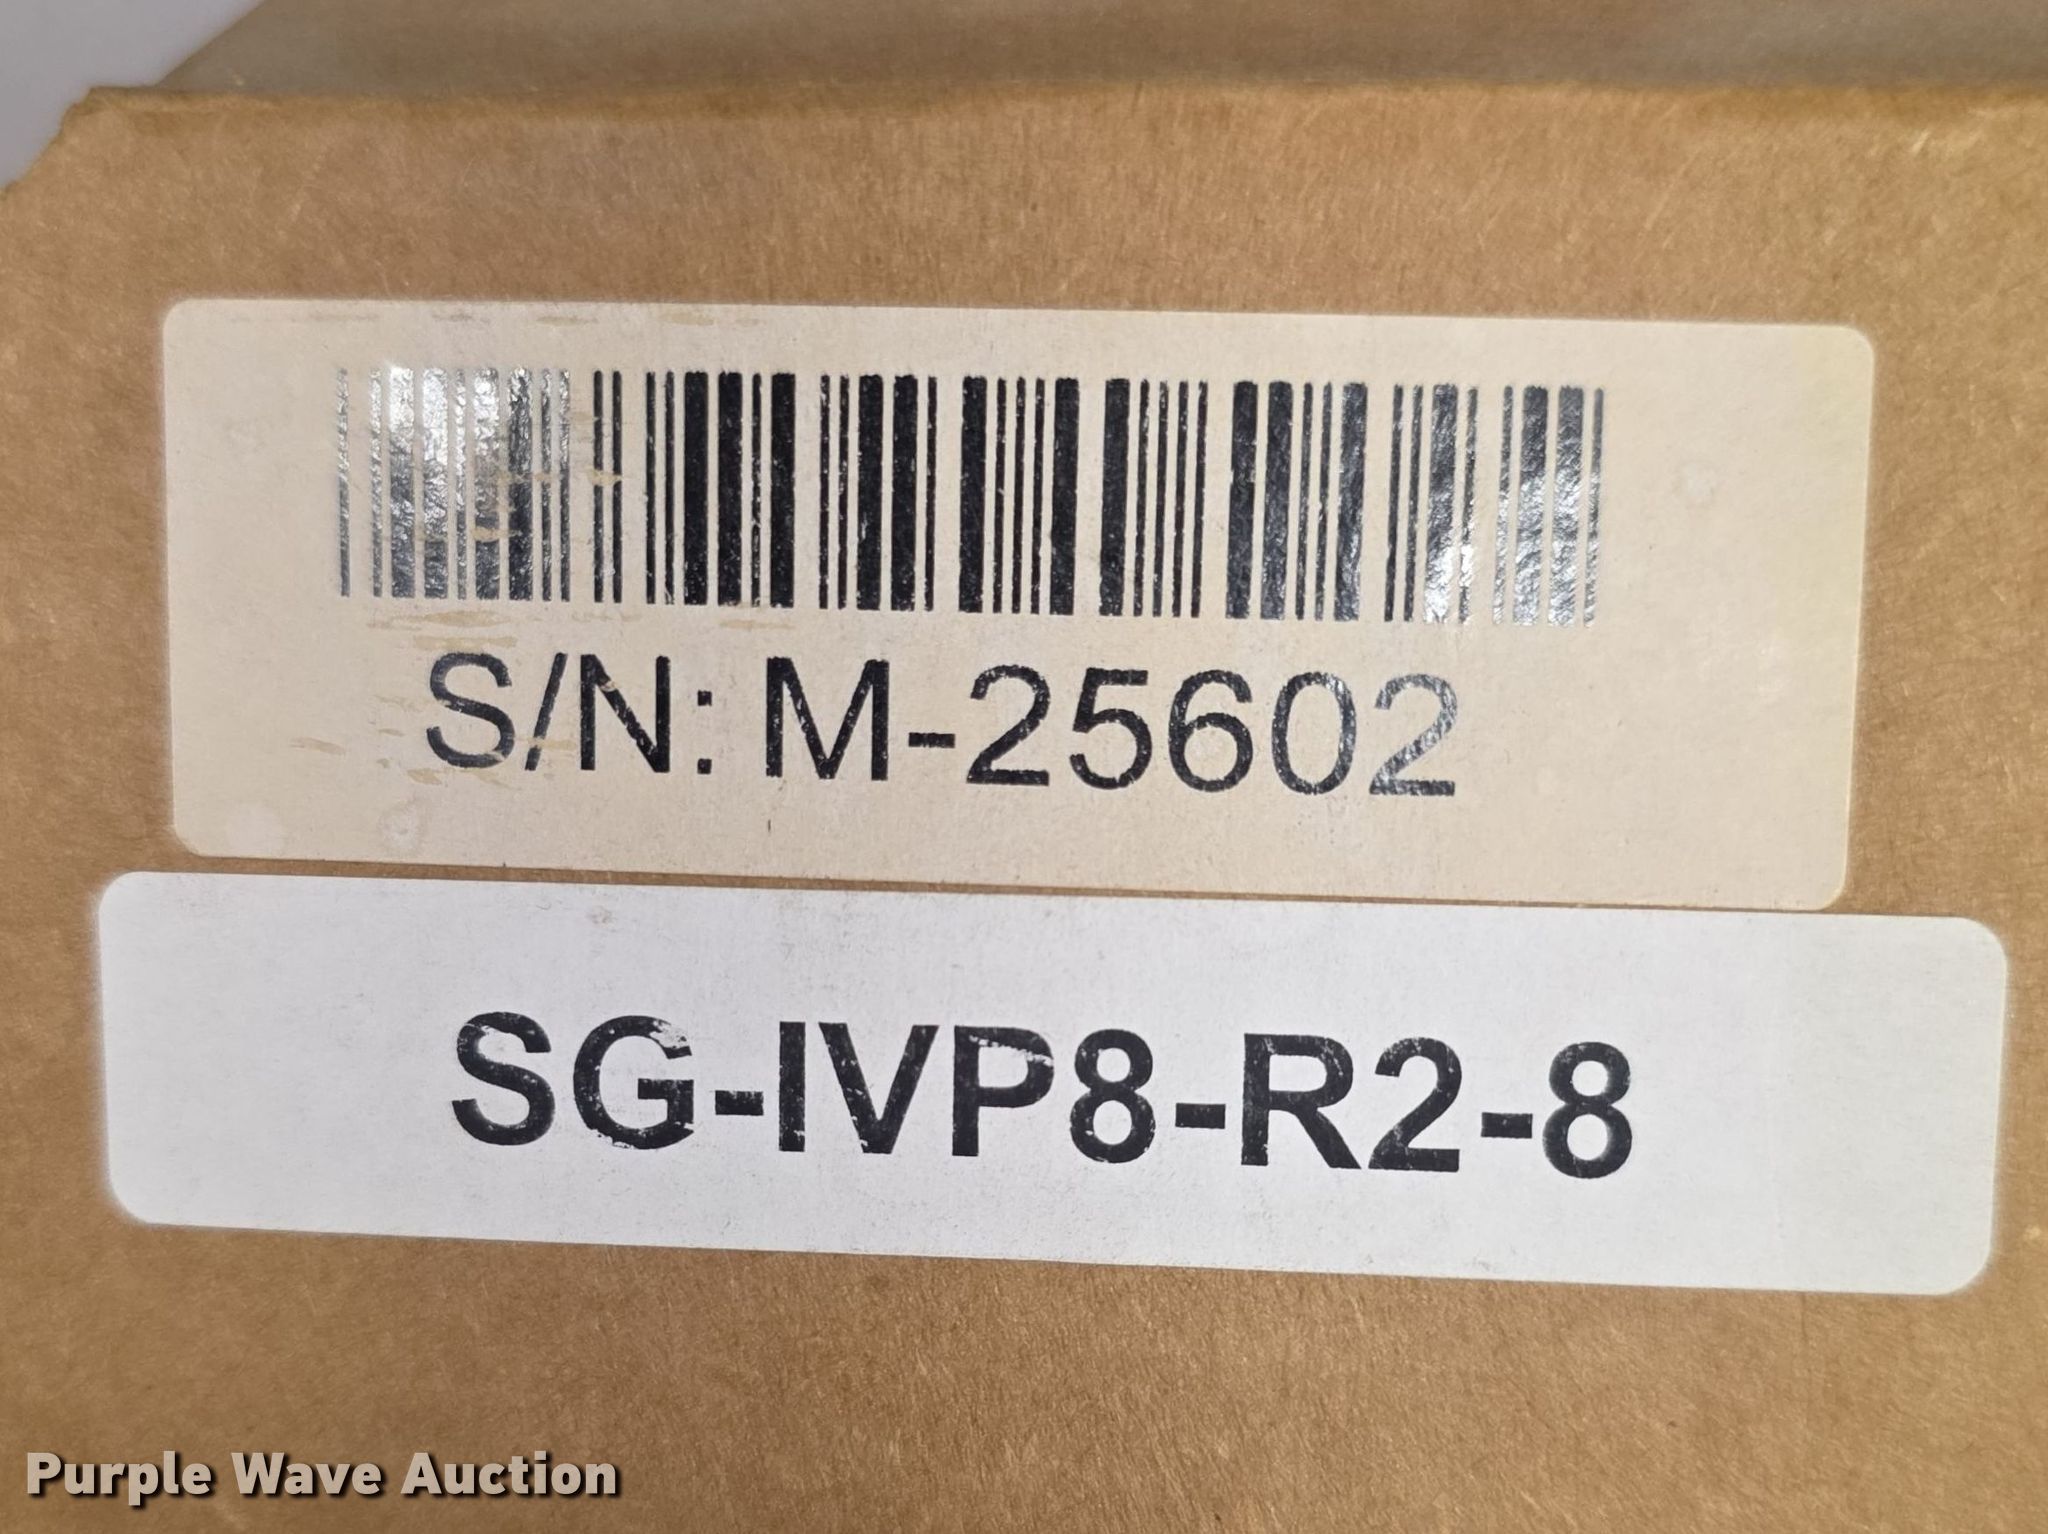 S/N: M-25602
SG-IVP8-R2-8
Purple Wave Auction